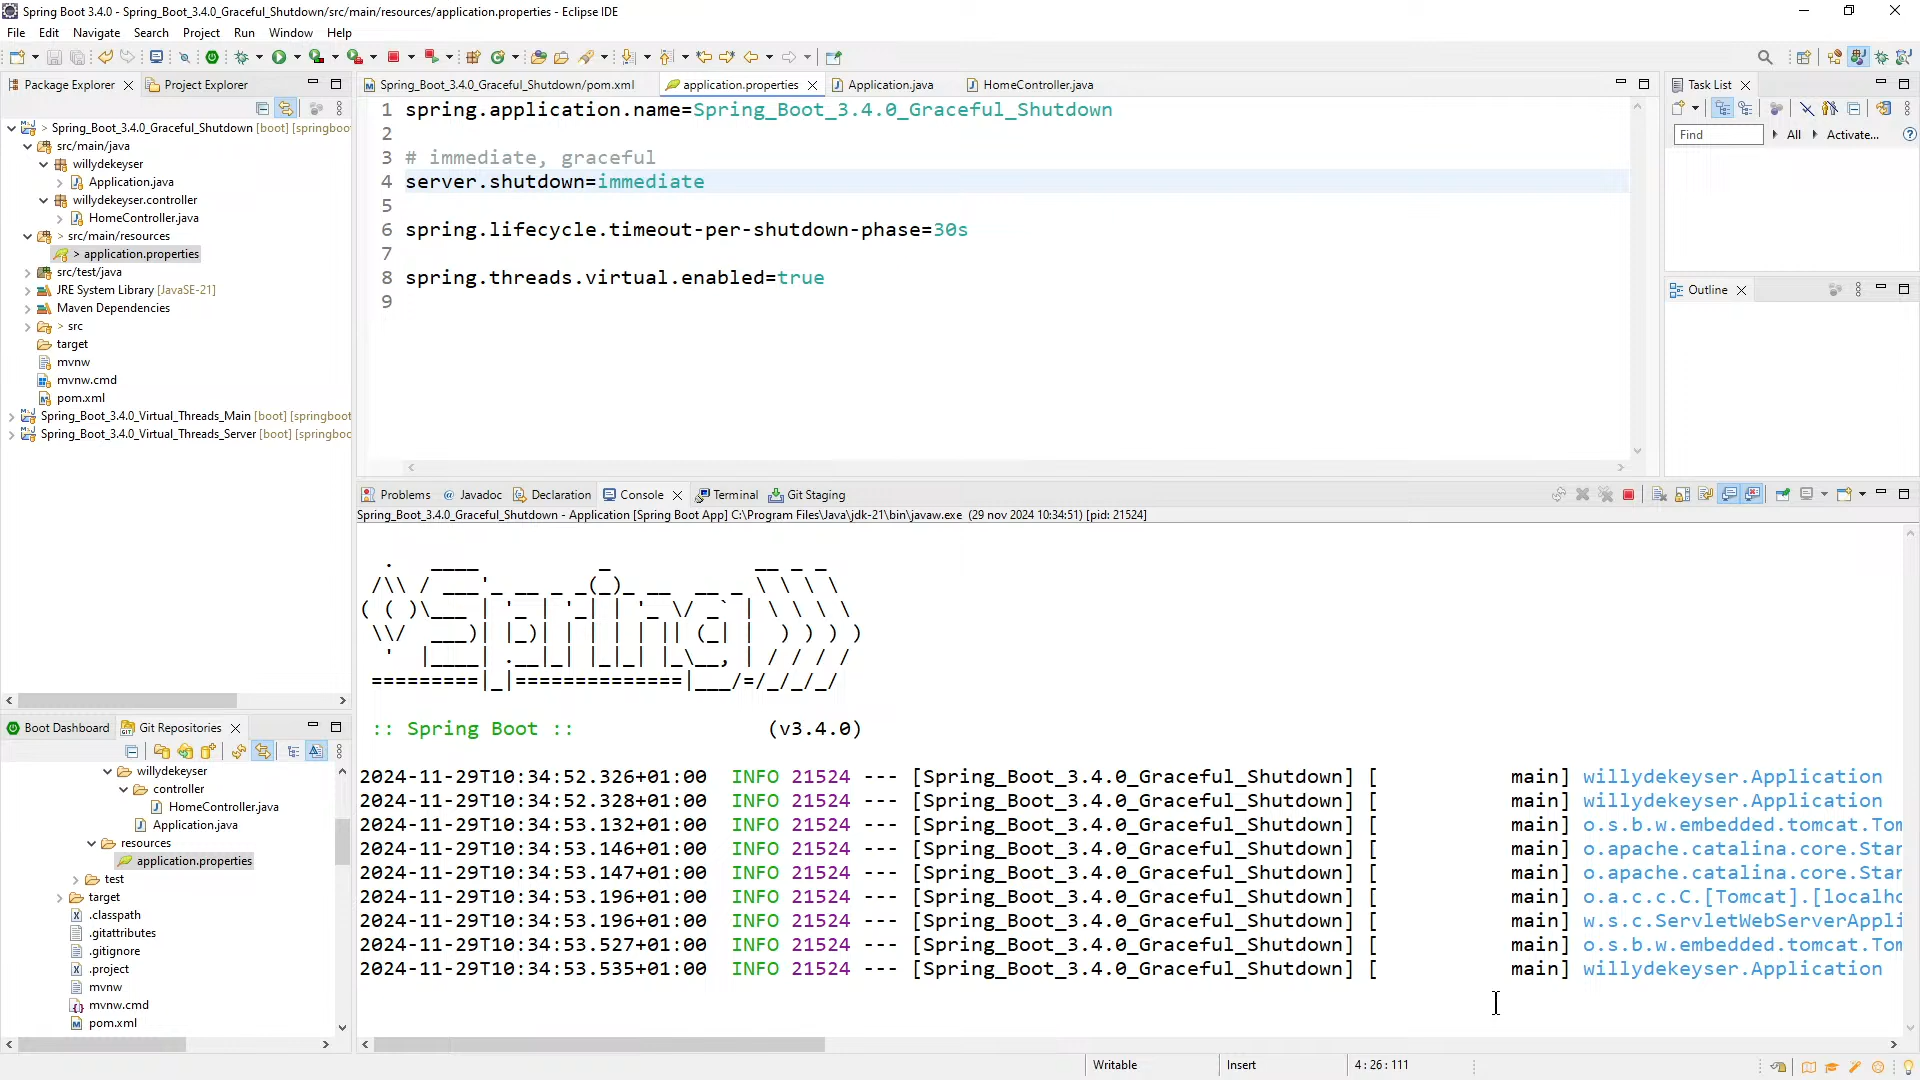 Spring Boot 3.4.0 - Spring_Boot_3.4.0_Graceful_Shutdown/src/main/resources/application.properties - Eclipse IDE
File Edit Navigate Search Project Run Window Help
Package Explorer Project Explorer
> Spring_Boot_3.4.0_Graceful_Shutdown [boot] [springboo
src/main/java
willydekeyser
Application.java
willydekeyser.controller
HomeController.java
> src/main/resources
> application.properties
src/test/java
JRE System Library [JavaSE-21]
Maven Dependencies
> src
target
mvnw
mvnw.cmd
pom.xml
Spring_Boot_3.4.0_Virtual_Threads_Main [boot] [springboot
Spring_Boot_3.4.0_Virtual_Threads_Server [boot] [springbo
Spring_Boot_3.4.0_Graceful_Shutdown/pom.xml application.properties Application.java HomeController.java
1 spring.application.name=Spring_Boot_3.4.0_Graceful_Shutdown
2
3 # immediate, graceful
4 server.shutdown=immediate
5
6 spring.lifecycle.timeout-per-shutdown-phase=30s
7
8 spring.threads.virtual.enabled=true
9
Task List
Find All Activate...
Outline
Problems Javadoc Declaration Console Terminal Git Staging
Spring_Boot_3.4.0_Graceful_Shutdown - Application [Spring Boot App] C:\Program Files\Java\jdk-21\bin\javaw.exe (29 nov 2024 10:34:51) [pid: 21524]
  .   ____          _            __ _ _
 /\\ / ___'_ __ _ _(_)_ __  __ _ \ \ \ \
( ( )\___ | '_ | '_| | '_ \/ _` | \ \ \ \
 \\/  ___)| |_)| | | | | || (_| |  ) ) ) )
  '  |____| .__|_| |_|_| |_\__, | / / / /
 =========|_|==============|___/=/_/_/_/
:: Spring Boot :: (v3.4.0)
2024-11-29T10:34:52.326+01:00 INFO 21524 --- [Spring_Boot_3.4.0_Graceful_Shutdown] [ main] willydekeyser.Application
2024-11-29T10:34:52.328+01:00 INFO 21524 --- [Spring_Boot_3.4.0_Graceful_Shutdown] [ main] willydekeyser.Application
2024-11-29T10:34:53.132+01:00 INFO 21524 --- [Spring_Boot_3.4.0_Graceful_Shutdown] [ main] o.s.b.w.embedded.tomcat.Tom
2024-11-29T10:34:53.146+01:00 INFO 21524 --- [Spring_Boot_3.4.0_Graceful_Shutdown] [ main] o.apache.catalina.core.Star
2024-11-29T10:34:53.147+01:00 INFO 21524 --- [Spring_Boot_3.4.0_Graceful_Shutdown] [ main] o.apache.catalina.core.Star
2024-11-29T10:34:53.196+01:00 INFO 21524 --- [Spring_Boot_3.4.0_Graceful_Shutdown] [ main] o.a.c.c.C.[Tomcat].[localho
2024-11-29T10:34:53.196+01:00 INFO 21524 --- [Spring_Boot_3.4.0_Graceful_Shutdown] [ main] w.s.c.ServletWebServerAppli
2024-11-29T10:34:53.527+01:00 INFO 21524 --- [Spring_Boot_3.4.0_Graceful_Shutdown] [ main] o.s.b.w.embedded.tomcat.Tom
2024-11-29T10:34:53.535+01:00 INFO 21524 --- [Spring_Boot_3.4.0_Graceful_Shutdown] [ main] willydekeyser.Application
Boot Dashboard Git Repositories
willydekeyser
controller
HomeController.java
Application.java
resources
application.properties
test
target
.classpath
.gitattributes
.gitignore
.project
mvnw
mvnw.cmd
pom.xml
Writable Insert 4 : 26 : 111